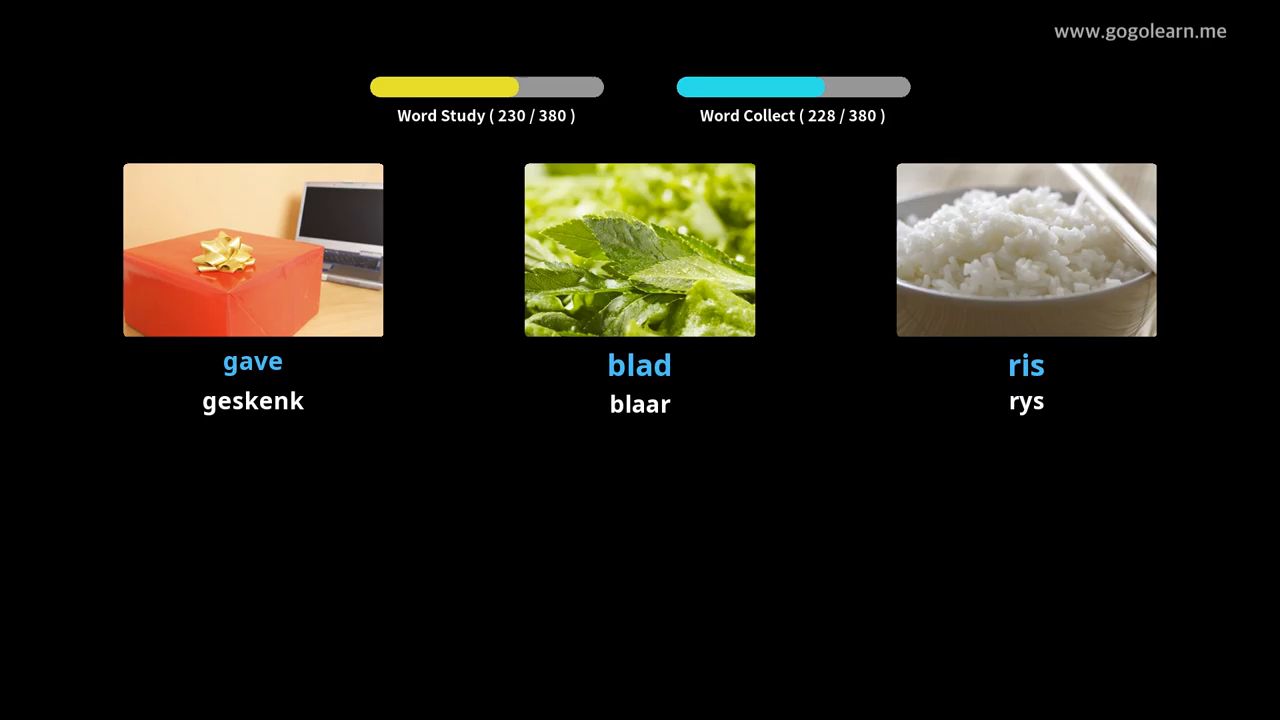 www.gogolearn.me
Word Study ( 230 / 380 )
Word Collect ( 228 / 380 )
gave
geskenk
blad
blaar
ris
rys